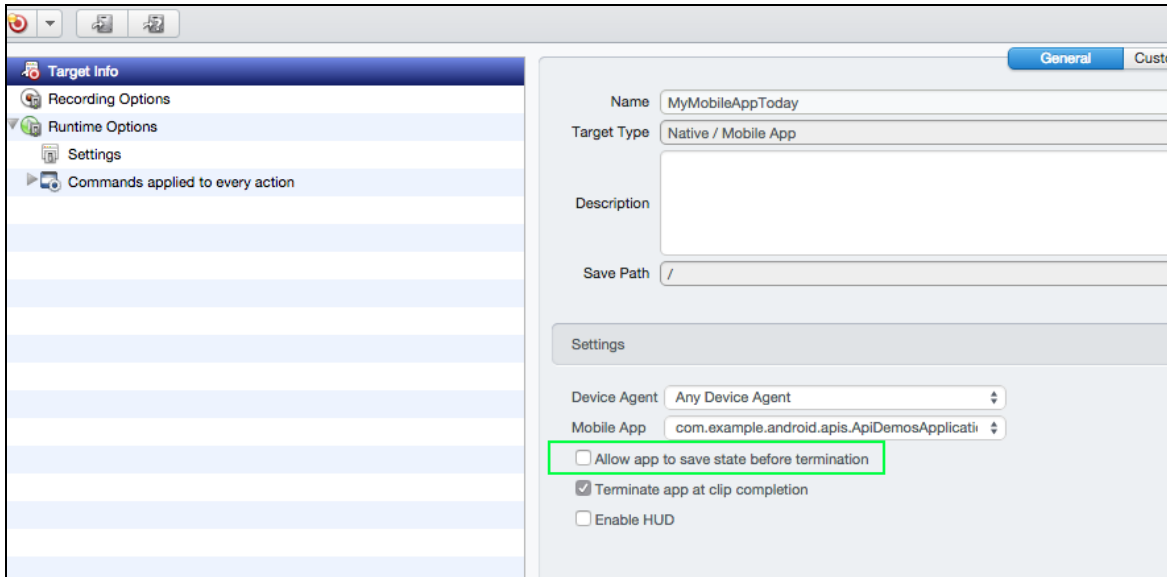 General
Custo
Target Info
Recording Options
Runtime Options
Settings
Commands applied to every action
Name MyMobileAppToday
Target Type Native / Mobile App
Description
Save Path /
Settings
Device Agent Any Device Agent
Mobile App com.example.android.apis.ApiDemosApplicati
Allow app to save state before termination
Terminate app at clip completion
Enable HUD